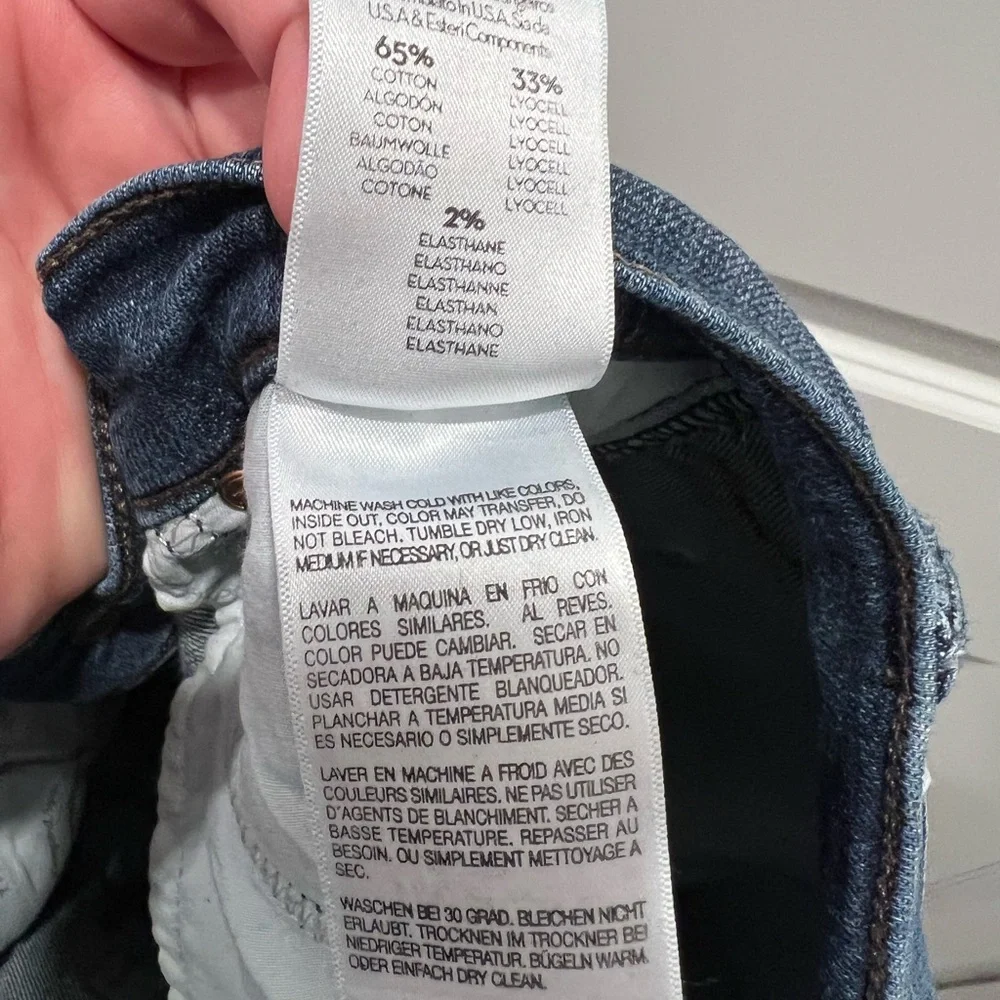 In U.S.A. Sia da
U.S.A & Esteri Components
65%
COTTON
ALGODÓN
COTON
BAUMWOLLE
ALGODÃO
COTONE
33%
LYOCELL
LYOCELL
LYOCELL
LYOCELL
LYOCELL
LYOCELL
2%
ELASTHANE
ELASTHANO
ELASTHANNE
ELASTHAN
ELASTHANO
ELASTHANE
MACHINE WASH COLD WITH LIKE COLORS,
INSIDE OUT, COLOR MAY TRANSFER, DO
NOT BLEACH. TUMBLE DRY LOW, IRON
MEDIUM IF NECESSARY, OR JUST DRY CLEAN.
LAVAR A MAQUINA EN FRIO CON
COLORES SIMILARES. AL REVES.
COLOR PUEDE CAMBIAR. SECAR EN
SECADORA A BAJA TEMPERATURA. NO
USAR DETERGENTE BLANQUEADOR.
PLANCHAR A TEMPERATURA MEDIA SI
ES NECESARIO O SIMPLEMENTE SECO.
LAVER EN MACHINE A FROID AVEC DES
COULEURS SIMILAIRES. NE PAS UTILISER
D'AGENTS DE BLANCHIMENT. SECHER A
BASSE TEMPERATURE. REPASSER AU
BESOIN. OU SIMPLEMENT METTOYAGE A
SEC.
WASCHEN BEI 30 GRAD. BLEICHEN NICHT
ERLAUBT. TROCKNEN IM TROCKNER BEI
NIEDRIGER TEMPERATUR. BÜGELN WARM.
ODER EINFACH DRY CLEAN.